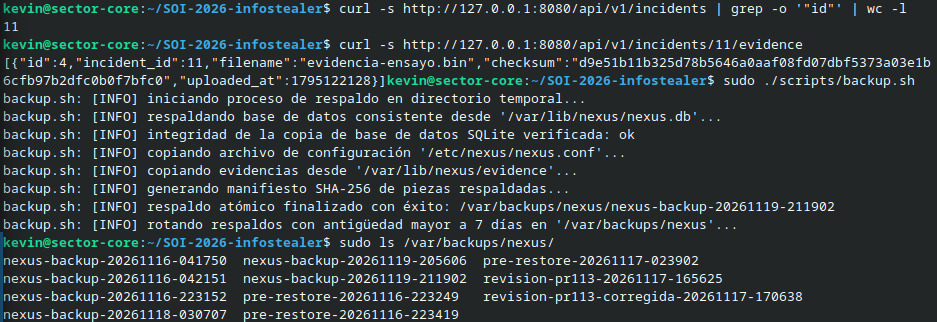 kevin@sector-core:~/SOI-2026-infostealer$ curl -s http://127.0.0.1:8080/api/v1/incidents | grep -o '"id"' | wc -l
11
kevin@sector-core:~/SOI-2026-infostealer$ curl -s http://127.0.0.1:8080/api/v1/incidents/11/evidence
[{"id":4,"incident_id":11,"filename":"evidencia-ensayo.bin","checksum":"d9e51b11b325d78b5646a0aaf08fd07dbf5373a03e1b
6cfb97b2dfc0b0f7bfc0","uploaded_at":1795122128}]kevin@sector-core:~/SOI-2026-infostealer$ sudo ./scripts/backup.sh
backup.sh: [INFO] iniciando proceso de respaldo en directorio temporal...
backup.sh: [INFO] respaldando base de datos consistente desde '/var/lib/nexus/nexus.db'...
backup.sh: [INFO] integridad de la copia de base de datos SQLite verificada: ok
backup.sh: [INFO] copiando archivo de configuración '/etc/nexus/nexus.conf'...
backup.sh: [INFO] copiando evidencias desde '/var/lib/nexus/evidence'...
backup.sh: [INFO] generando manifiesto SHA-256 de piezas respaldadas...
backup.sh: [INFO] respaldo atómico finalizado con éxito: /var/backups/nexus/nexus-backup-20261119-211902
backup.sh: [INFO] rotando respaldos con antigüedad mayor a 7 días en '/var/backups/nexus'...
kevin@sector-core:~/SOI-2026-infostealer$ sudo ls /var/backups/nexus/
nexus-backup-20261116-041750  nexus-backup-20261119-205606  pre-restore-20261117-023902
nexus-backup-20261116-042151  nexus-backup-20261119-211902  revision-pr113-20261117-165625
nexus-backup-20261116-223152  pre-restore-20261116-223249   revision-pr113-corregida-20261117-170638
nexus-backup-20261118-030707  pre-restore-20261116-223419